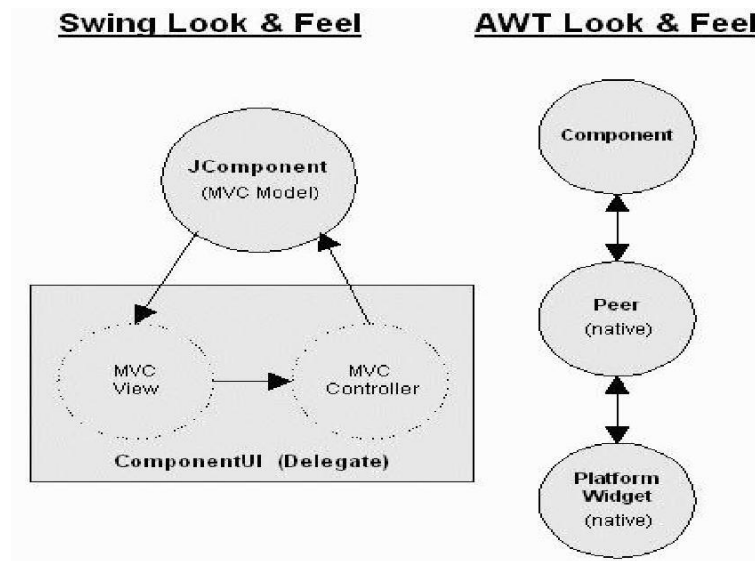 Swing Look & Feel
JComponent
(MVC Model)
MVC
View
MVC
Controller
ComponentUI (Delegate)
AWT Look & Feel
Component
Peer
(native)
Platform
Widget
(native)